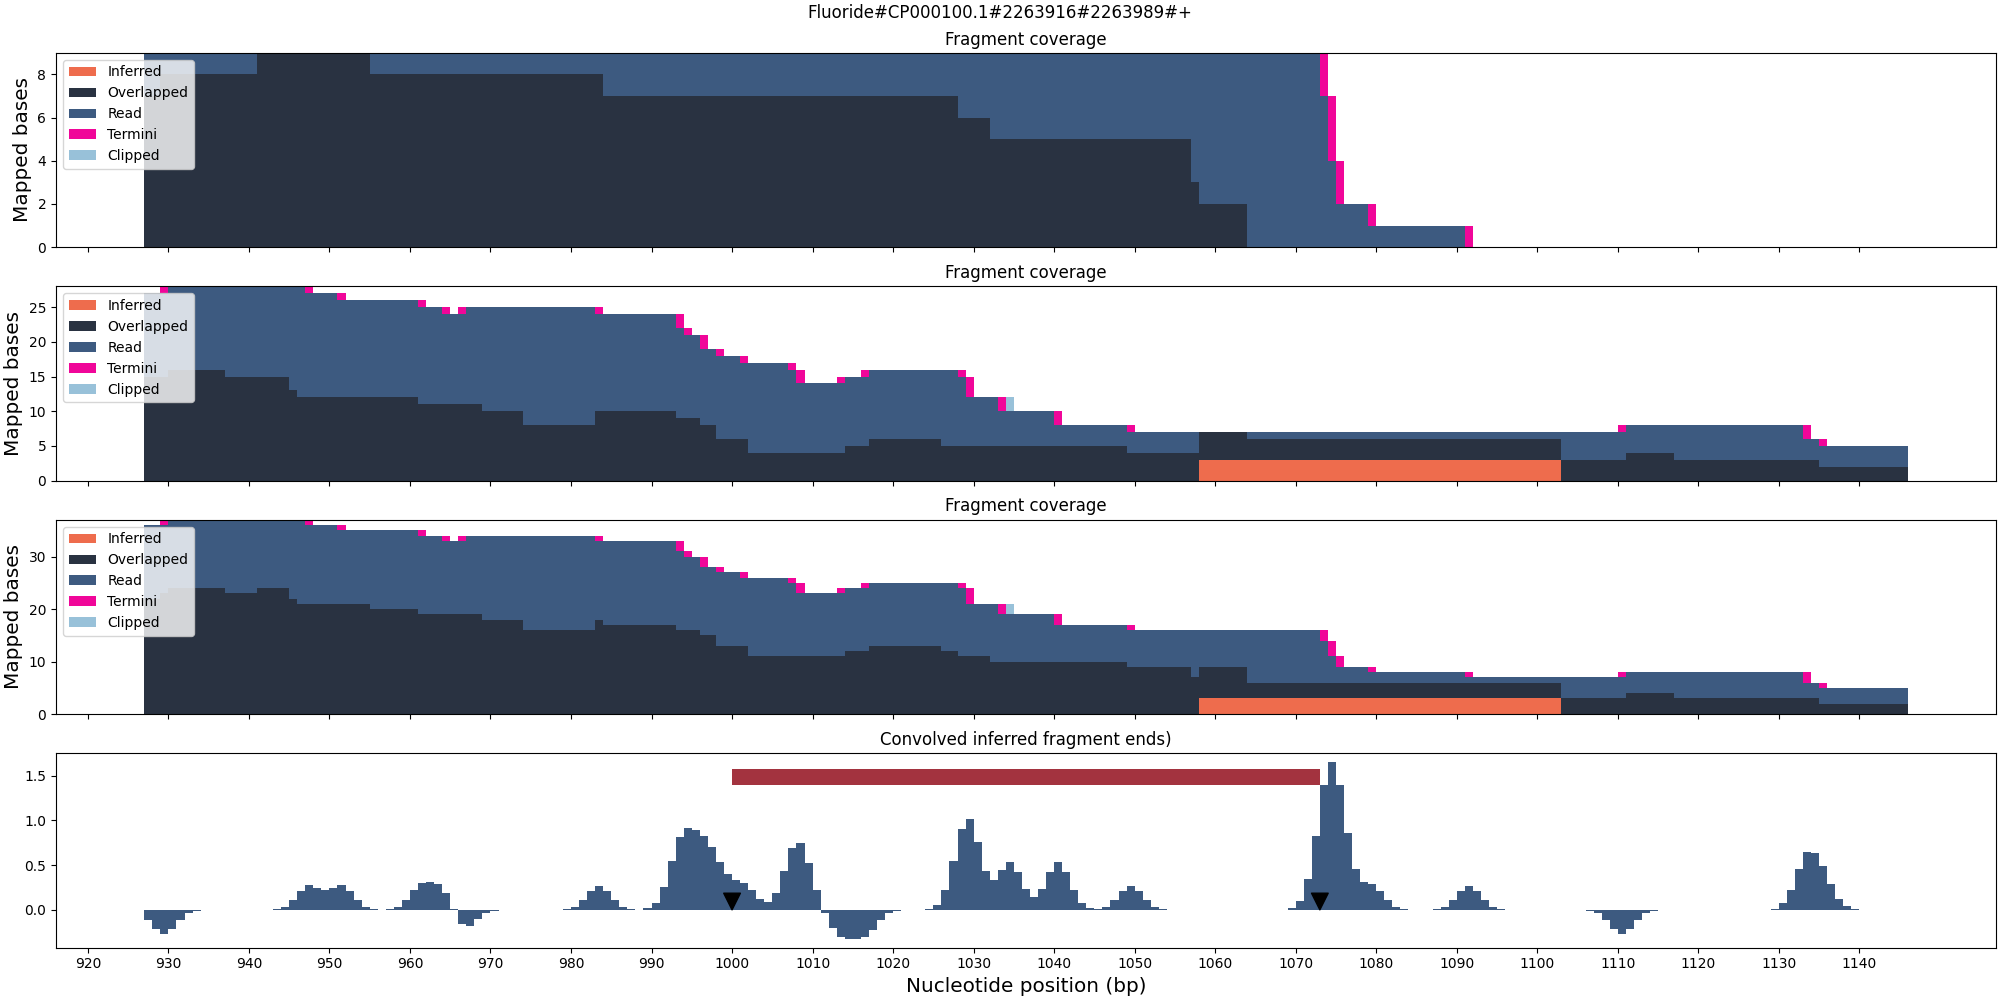 Fluoride#CP000100.1#2263916#2263989#+
Fragment coverage
Mapped bases
8
6
4
2
0
Inferred
Overlapped
Read
Termini
Clipped
Fragment coverage
Mapped bases
25
20
15
10
5
0
Inferred
Overlapped
Read
Termini
Clipped
Fragment coverage
Mapped bases
30
20
10
0
Inferred
Overlapped
Read
Termini
Clipped
Convolved inferred fragment ends)
1.5
1.0
0.5
0.0
920 930 940 950 960 970 980 990 1000 1010 1020 1030 1040 1050 1060 1070 1080 1090 1100 1110 1120 1130 1140
Nucleotide position (bp)